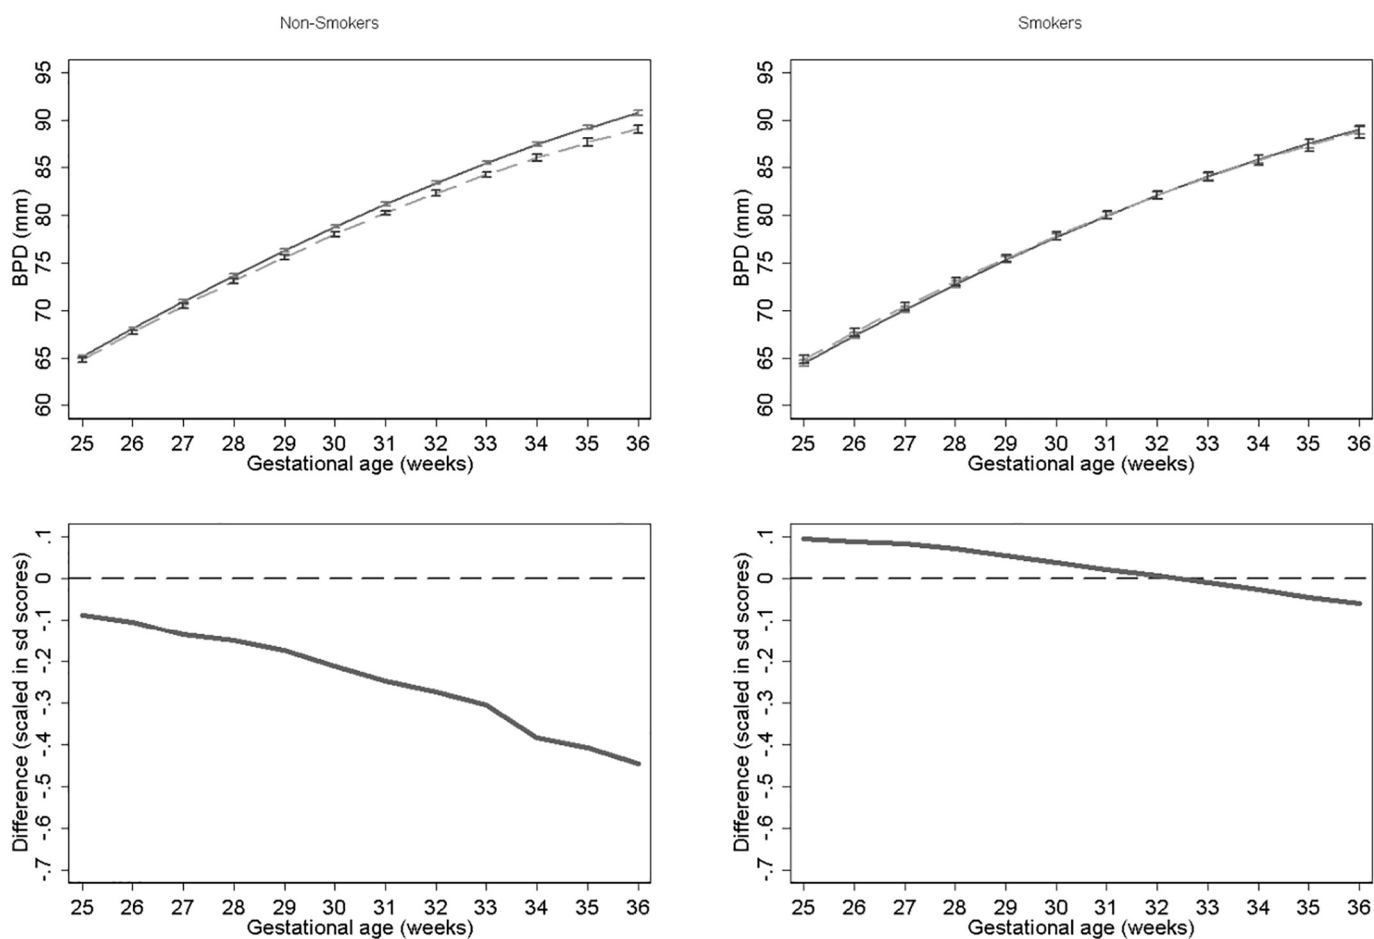 Non-Smokers
95
90
85
80
75
70
65
60
BPD (mm)
25 26 27 28 29 30 31 32 33 34 35 36
Gestational age (weeks)
Smokers
95
90
85
80
75
70
65
60
BPD (mm)
25 26 27 28 29 30 31 32 33 34 35 36
Gestational age (weeks)
.1
0
-.1
-.2
-.3
-.4
-.5
-.6
-.7
Difference (scaled in sd scores)
25 26 27 28 29 30 31 32 33 34 35 36
Gestational age (weeks)
.1
0
-.1
-.2
-.3
-.4
-.5
-.6
-.7
Difference (scaled in sd scores)
25 26 27 28 29 30 31 32 33 34 35 36
Gestational age (weeks)